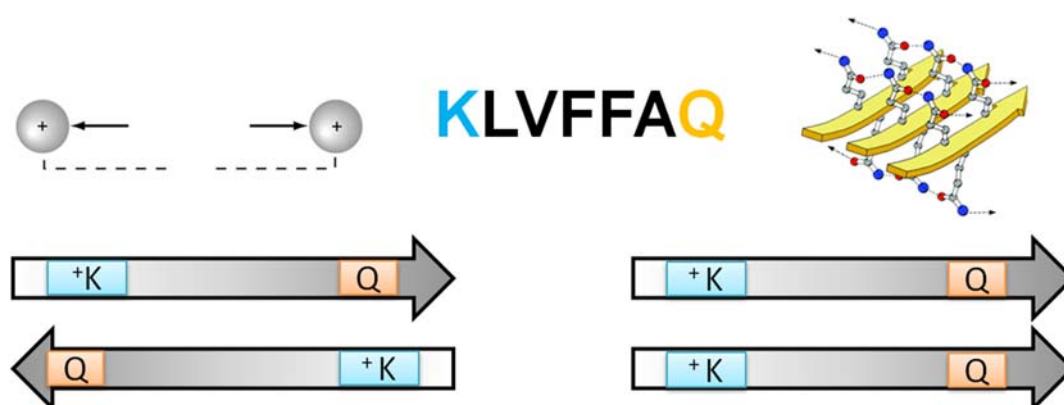 + +
KLVFFAQ
+K Q +K Q
Q +K +K Q